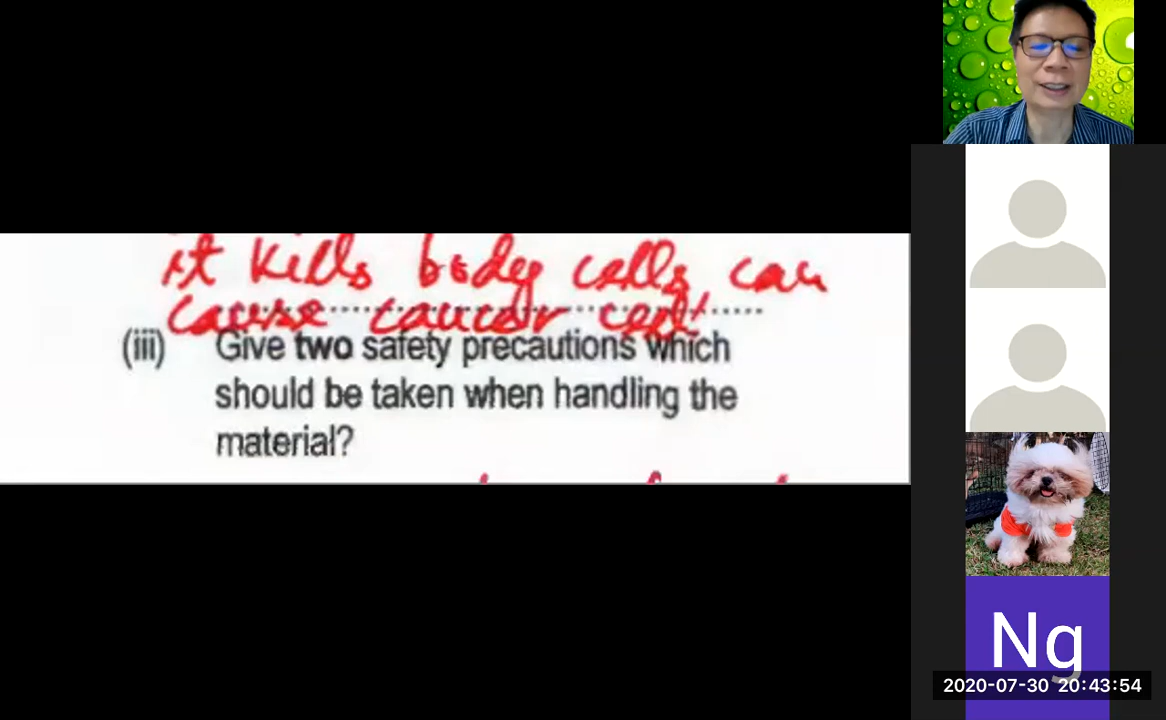 it kills body cells, can
cause cancer
(iii) Give two safety precautions which
should be taken when handling the
material?
Ng
2020-07-30 20:43:54